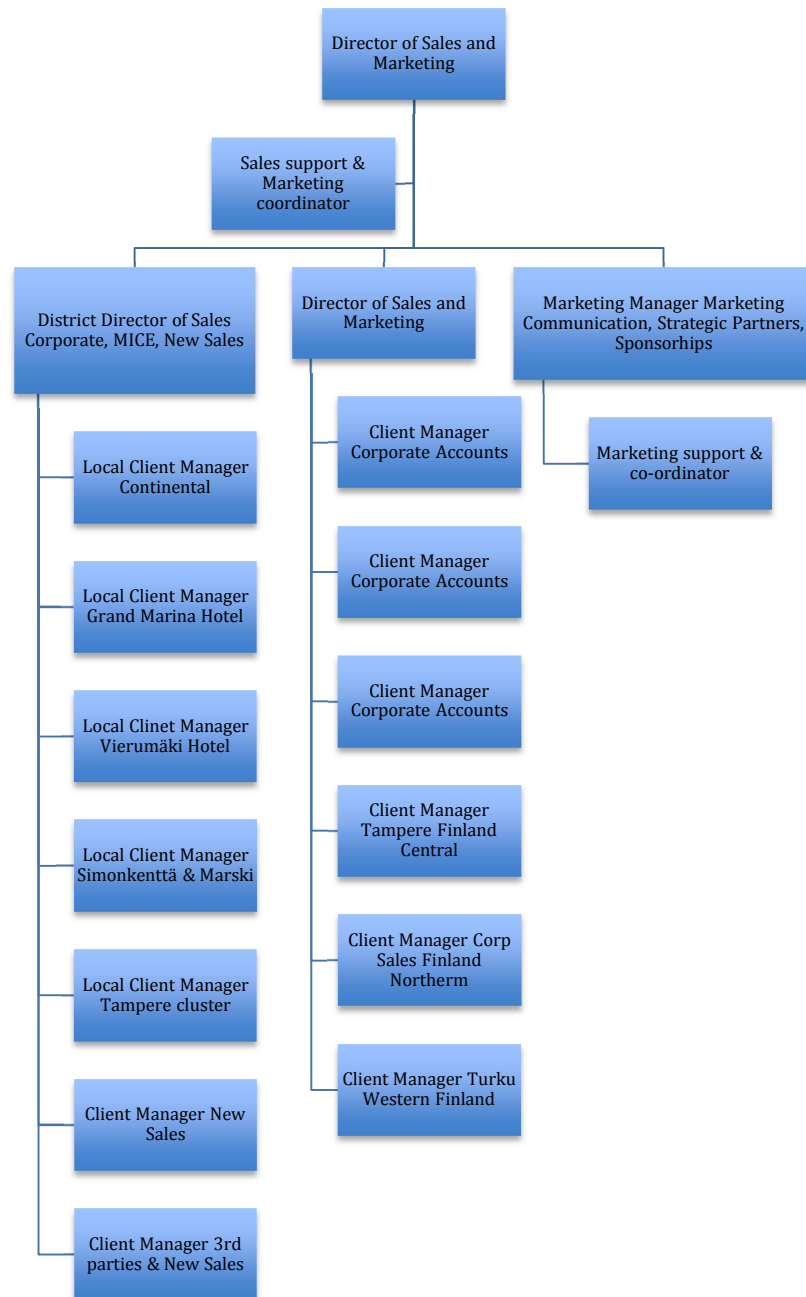 Director of Sales and
Marketing
Sales support &
Marketing
coordinator
District Director of Sales
Corporate, MICE, New Sales
Local Client Manager
Continental
Local Client Manager
Grand Marina Hotel
Local Clinet Manager
Vierumäki Hotel
Local Client Manager
Simonkenttä & Marski
Local Client Manager
Tampere cluster
Client Manager New
Sales
Client Manager 3rd
parties & New Sales
Director of Sales and
Marketing
Client Manager
Corporate Accounts
Client Manager
Corporate Accounts
Client Manager
Corporate Accounts
Client Manager
Tampere Finland
Central
Client Manager Corp
Sales Finland
Northerm
Client Manager Turku
Western Finland
Marketing Manager Marketing
Communication, Strategic Partners,
Sponsorhips
Marketing support &
co-ordinator